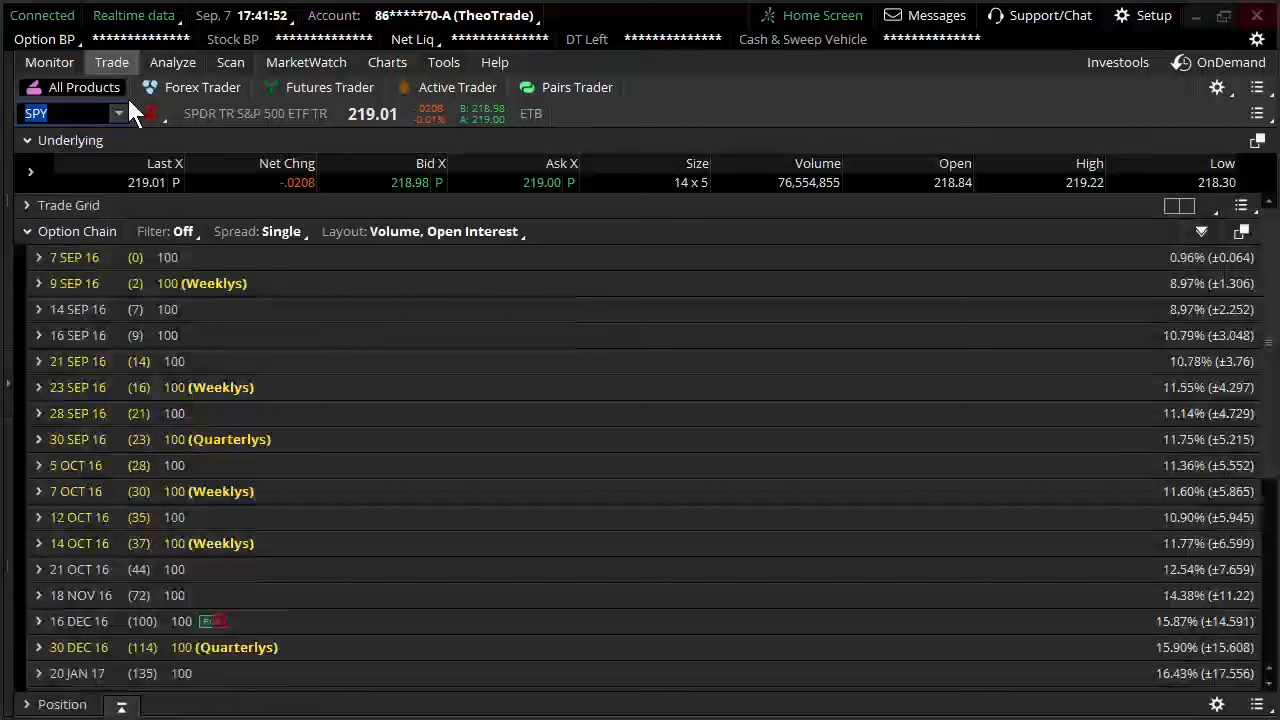 Connected Realtime data Sep, 7 17:41:52 Account: 86*****70-A (TheoTrade) Home Screen Messages Support/Chat Setup
Option BP ************** Stock BP ************** Net Liq ************** DT Left ************** Cash & Sweep Vehicle **************
Monitor Trade Analyze Scan MarketWatch Charts Tools Help Investools OnDemand
All Products Forex Trader Futures Trader Active Trader Pairs Trader
SPY SPDR TR S&P 500 ETF TR 219.01 -.0208 B: 218.98 ETB
-0.01% A: 219.00
Underlying
Last X Net Chng Bid X Ask X Size Volume Open High Low
219.01 P -.0208 218.98 P 219.00 P 14 x 5 76,554,855 218.84 219.22 218.30
Trade Grid
Option Chain Filter: Off Spread: Single Layout: Volume, Open Interest
7 SEP 16 (0) 100 0.96% (±0.064)
9 SEP 16 (2) 100 (Weeklys) 8.97% (±1.306)
14 SEP 16 (7) 100 8.97% (±2.252)
16 SEP 16 (9) 100 10.79% (±3.048)
21 SEP 16 (14) 100 10.78% (±3.76)
23 SEP 16 (16) 100 (Weeklys) 11.55% (±4.297)
28 SEP 16 (21) 100 11.14% (±4.729)
30 SEP 16 (23) 100 (Quarterlys) 11.75% (±5.215)
5 OCT 16 (28) 100 11.36% (±5.552)
7 OCT 16 (30) 100 (Weeklys) 11.60% (±5.865)
12 OCT 16 (35) 100 10.90% (±5.945)
14 OCT 16 (37) 100 (Weeklys) 11.77% (±6.599)
21 OCT 16 (44) 100 12.54% (±7.659)
18 NOV 16 (72) 100 14.38% (±11.22)
16 DEC 16 (100) 100 15.87% (±14.591)
30 DEC 16 (114) 100 (Quarterlys) 15.90% (±15.608)
20 JAN 17 (135) 100 16.43% (±17.556)
Position